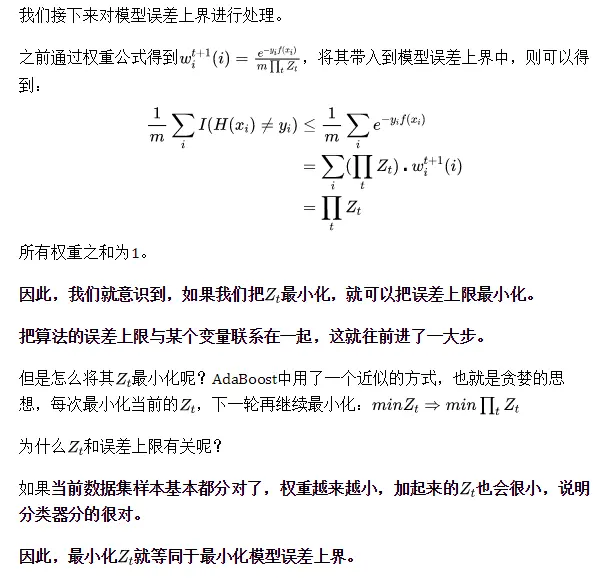 我们接下来对模型误差上界进行处理。
之前通过权重公式得到$w_i^{t+1}(i)=\frac{e^{-y_i f(x_i)}}{m\prod_t Z_t}$，将其带入到模型误差上界中，则可以得
到：
$\frac{1}{m}\sum_i I(H(x_i)\neq y_i)\leq\frac{1}{m}\sum_i e^{-y_i f(x_i)}$
$=\sum_i(\prod_t Z_t)\cdot w_i^{t+1}(i)$
$=\prod_t Z_t$
所有权重之和为1。
因此，我们就意识到，如果我们把$Z_t$最小化，就可以把误差上限最小化。
把算法的误差上限与某个变量联系在一起，这就往前进了一大步。
但是怎么将其$Z_t$最小化呢？AdaBoost中用了一个近似的方式，也就是贪婪的思
想，每次最小化当前的$Z_t$，下一轮再继续最小化：$minZ_t\Rightarrow min\prod_t Z_t$
为什么$Z_t$和误差上限有关呢？
如果当前数据集样本基本都分对了，权重越来越小，加起来的$Z_t$也会很小，说明
分类器分的很对。
因此，最小化$Z_t$就等同于最小化模型误差上界。